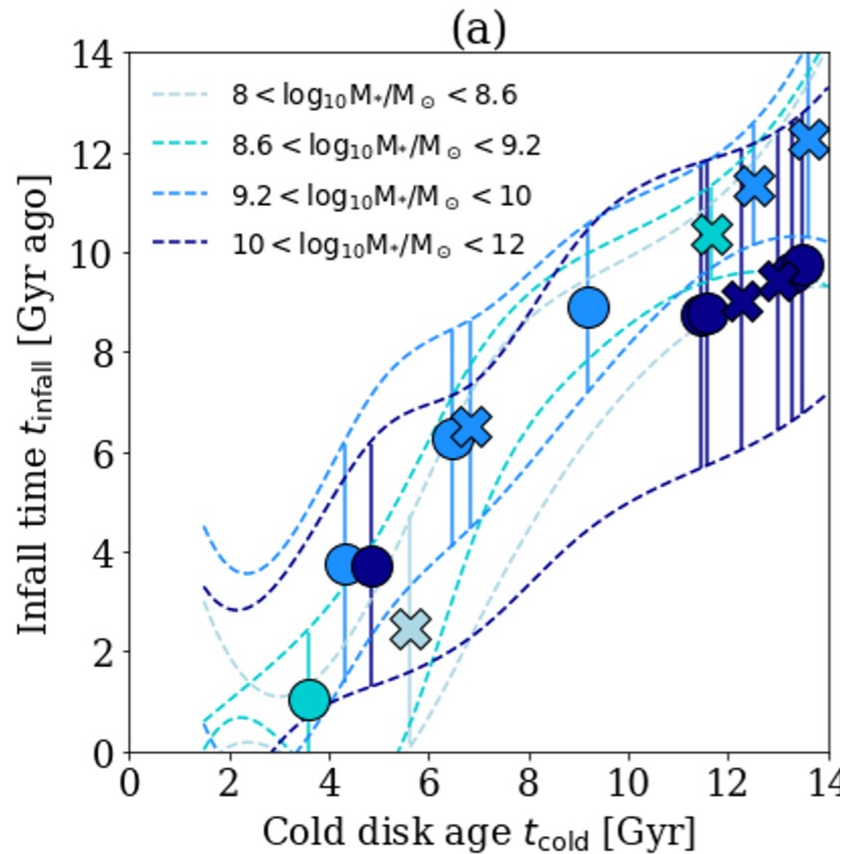 (a)
14
12
10
8
6
4
2
0
Infall time t_infall [Gyr ago]
8 < log₁₀M*/M☉ < 8.6
8.6 < log₁₀M*/M☉ < 9.2
9.2 < log₁₀M*/M☉ < 10
10 < log₁₀M*/M☉ < 12
0 2 4 6 8 10 12 14
Cold disk age t_cold [Gyr]